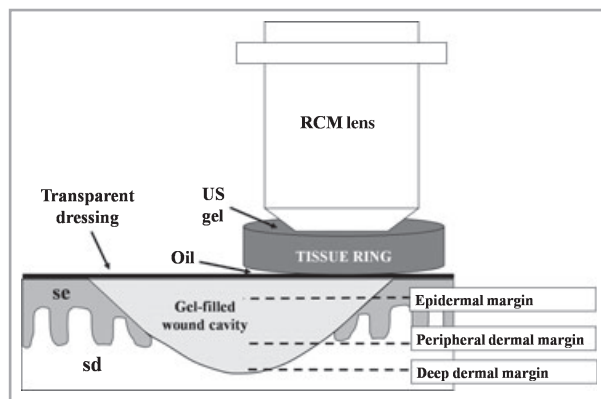 RCM lens
Transparent
dressing
US
gel
TISSUE RING
Oil
se
Gel-filled
wound cavity
Epidermal margin
Peripheral dermal margin
sd
Deep dermal margin